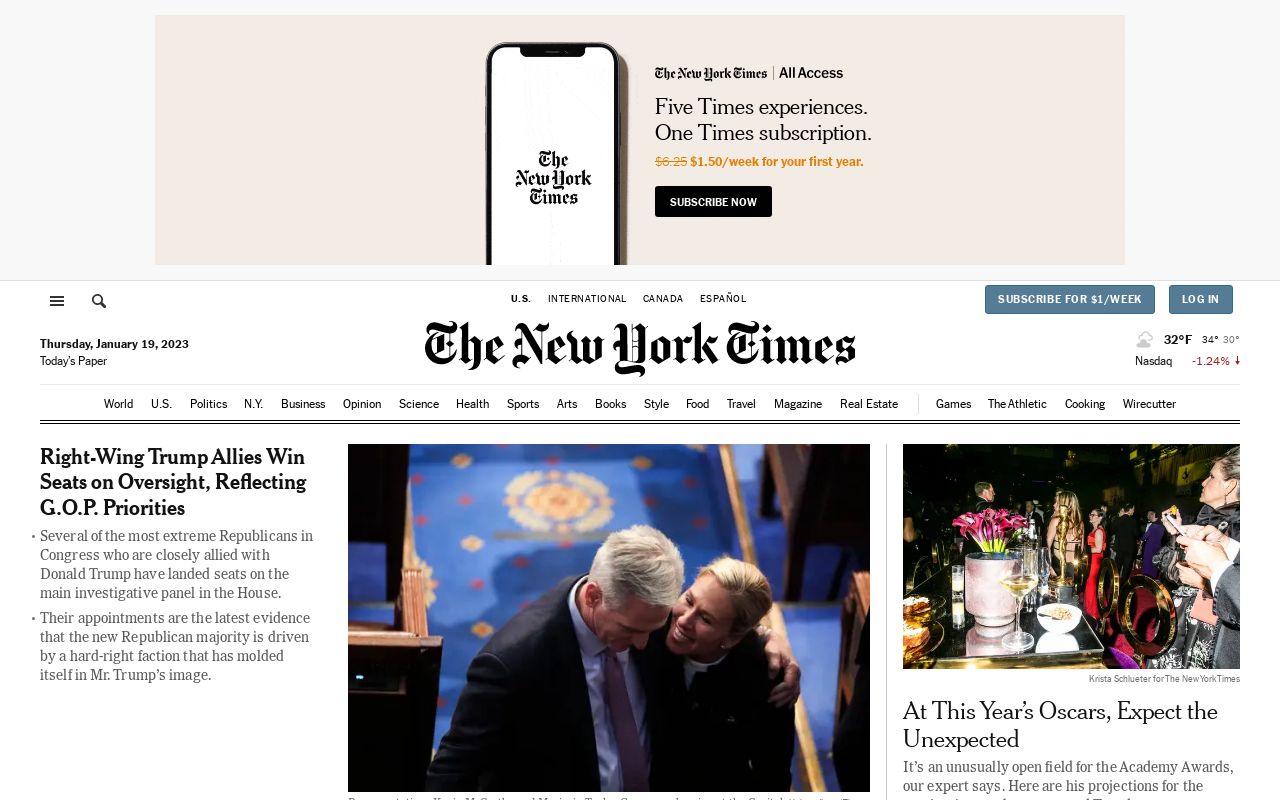 The New York Times
The New York Times | All Access
Five Times experiences.
One Times subscription.
$6.25 $1.50/week for your first year.
SUBSCRIBE NOW
U.S. INTERNATIONAL CANADA ESPAÑOL
SUBSCRIBE FOR $1/WEEK LOG IN
The New York Times
Thursday, January 19, 2023
Today's Paper
32°F 34° 30°
Nasdaq -1.24%
World U.S. Politics N.Y. Business Opinion Science Health Sports Arts Books Style Food Travel Magazine Real Estate Games The Athletic Cooking Wirecutter
Right-Wing Trump Allies Win
Seats on Oversight, Reflecting
G.O.P. Priorities
Several of the most extreme Republicans in
Congress who are closely allied with
Donald Trump have landed seats on the
main investigative panel in the House.
Their appointments are the latest evidence
that the new Republican majority is driven
by a hard-right faction that has molded
itself in Mr. Trump's image.
Krista Schlueter for The New York Times
At This Year's Oscars, Expect the
Unexpected
It's an unusually open field for the Academy Awards,
our expert says. Here are his projections for the